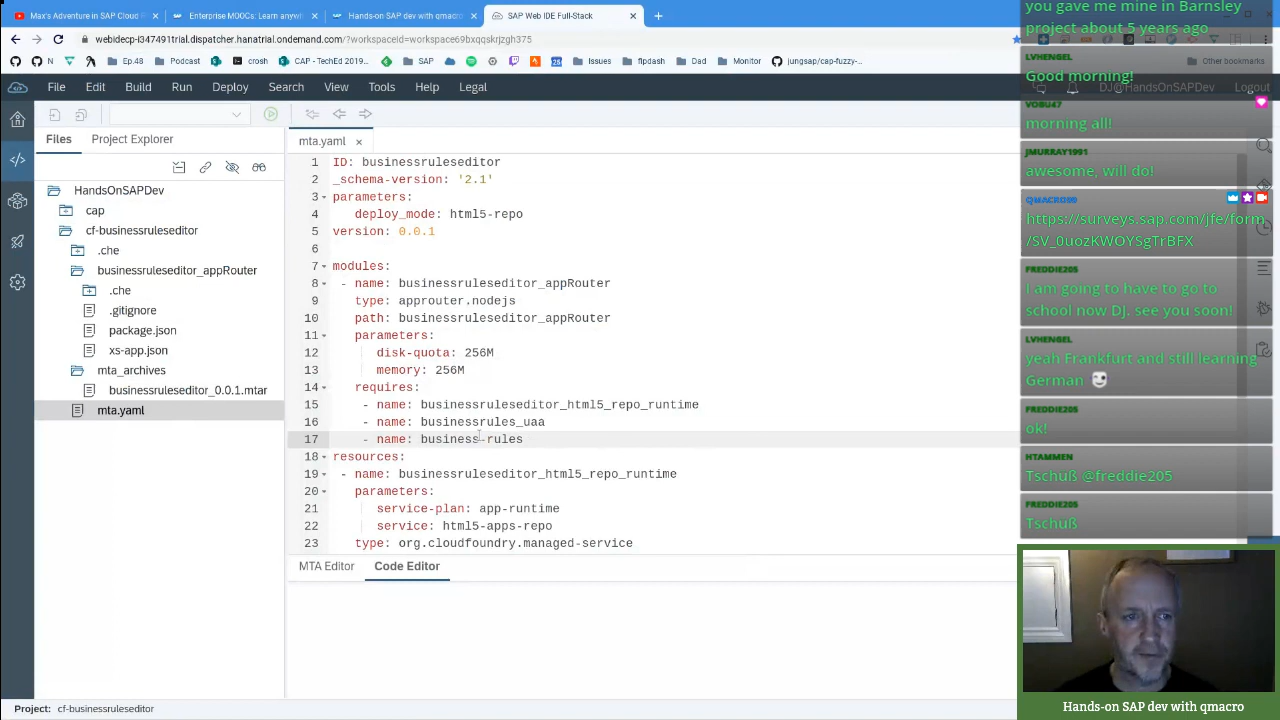 Max's Adventure in SAP Cloud Pl
Enterprise MOOCs: Learn anywh
Hands-on SAP dev with qmacro
SAP Web IDE Full-Stack
webidecp-i347491trial.dispatcher.hanatrial.ondemand.com/?workspaceId=workspace69bxqqskrjzgh375
N
Podcast
crosh
CAP - TechEd 2019...
SAP
Issues
flpdash
Dad
Monitor
jungsap/cap-fuzzy-...
Other bookmarks
File
Edit
Build
Run
Deploy
Search
View
Tools
Help
Legal
DJ@HandsOnSAPDev
Logout
Files
Project Explorer
HandsOnSAPDev
cap
cf-businessruleseditor
.che
businessruleseditor_appRouter
.che
.gitignore
package.json
xs-app.json
mta_archives
businessruleseditor_0.0.1.mtar
mta.yaml
mta.yaml ×
1 ID: businessruleseditor
2 _schema-version: '2.1'
3 parameters:
4 deploy_mode: html5-repo
5 version: 0.0.1
6
7 modules:
8 - name: businessruleseditor_appRouter
9 type: approuter.nodejs
10 path: businessruleseditor_appRouter
11 parameters:
12 disk-quota: 256M
13 memory: 256M
14 requires:
15 - name: businessruleseditor_html5_repo_runtime
16 - name: businessrules_uaa
17 - name: business-rules
18 resources:
19 - name: businessruleseditor_html5_repo_runtime
20 parameters:
21 service-plan: app-runtime
22 service: html5-apps-repo
23 type: org.cloudfoundry.managed-service
MTA Editor
Code Editor
Project: cf-businessruleseditor
you gave me mine in Barnsley
project about 5 years ago
LVHENGEL
Good morning!
VOBU47
morning all!
JMURRAY1991
awesome, will do!
QMACRO99
https://surveys.sap.com/jfe/form
/SV_0uozKWOYSgTrBFX
FREDDIE205
I am going to have to go to
school now DJ. see you soon!
LVHENGEL
yeah Frankfurt and still learning
German
FREDDIE205
ok!
HTAMMEN
Tschuß @freddie205
FREDDIE205
Tschuß
Hands-on SAP dev with qmacro